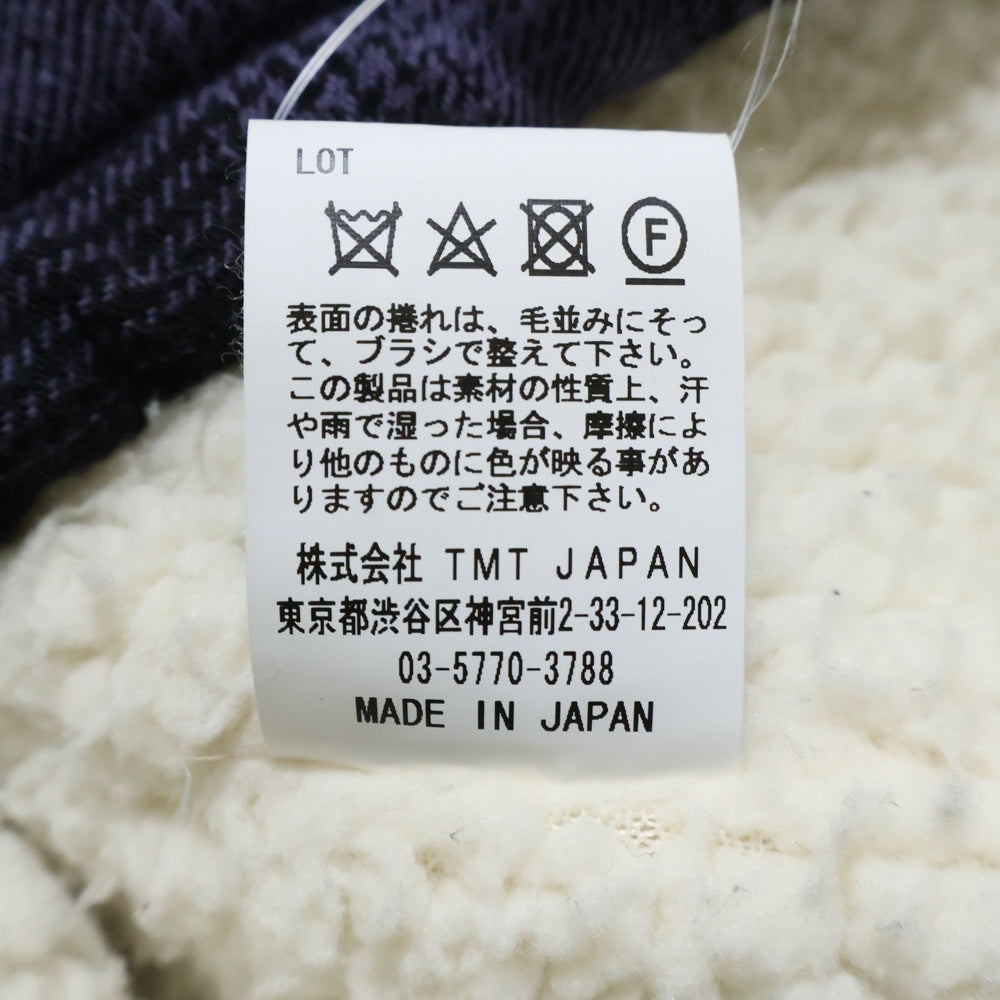 LOT
F
表面の捲れは、毛並みにそっ
て、ブラシで整えて下さい。
この製品は素材の性質上、汗
や雨で湿った場合、摩擦によ
り他のものに色が映る事があ
りますのでご注意下さい。
株式会社 TMT JAPAN
東京都渋谷区神宮前2-33-12-202
03-5770-3788
MADE IN JAPAN